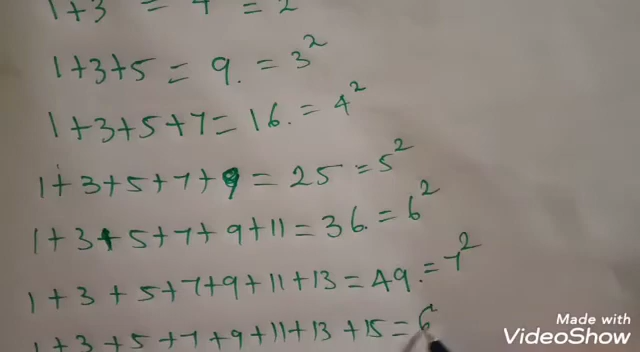 1+3 = 4 = 2
1+3+5 = 9. = 3²
1+3+5+7= 16. = 4²
1+3+5+7+9 = 25 = 5²
1+3+5+7+9+11 = 36. = 6²
1+3+5+7+9+11+13 = 49. = 7²
1+3+5+7+9+11+13+15 = 6
Made with
VideoShow